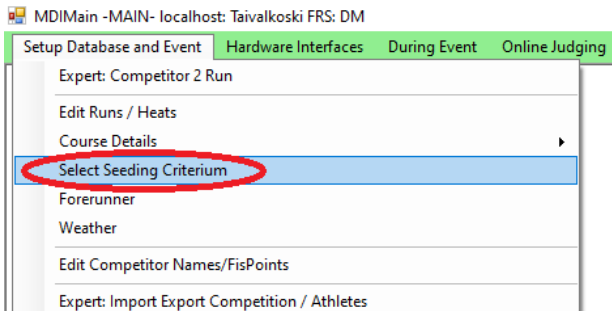 MDIMain -MAIN- localhost: Taivalkoski FRS: DM
Setup Database and Event Hardware Interfaces During Event Online Judging
Expert: Competitor 2 Run
Edit Runs / Heats
Course Details
Select Seeding Criterium
Forerunner
Weather
Edit Competitor Names/FisPoints
Expert: Import Export Competition / Athletes